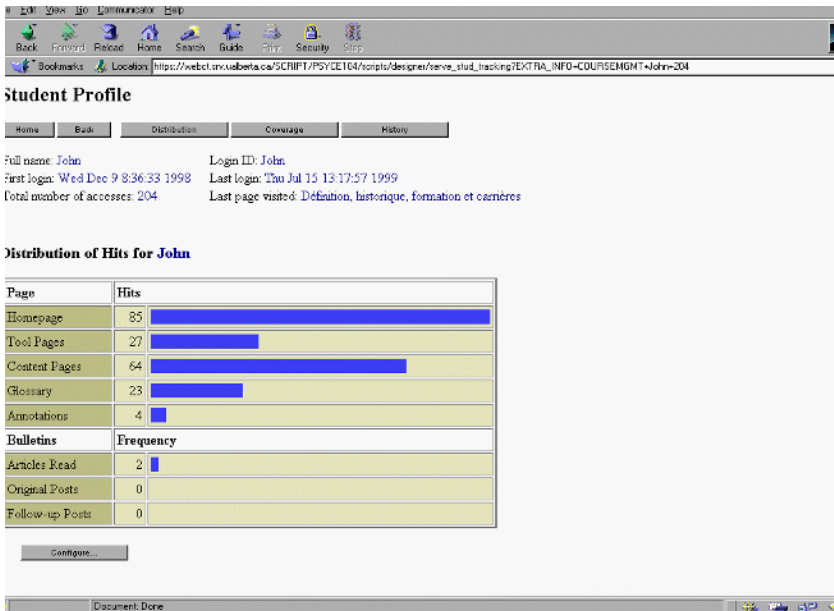 e Edit View Go Communicator Help
Back Forward Reload Home Search Guide Print Security Stop
Bookmarks Location: https://webct.srv.ualberta.ca/SCRIPT/PSYCE104/scripts/designer/serve_stud_tracking?EXTRA_INFO=COURSEMGMT+John+204
Student Profile
Home Back Distribution Coverage History
Full name: John Login ID: John
First login: Wed Dec 9 8:36:33 1998 Last login: Thu Jul 15 13:17:57 1999
Total number of accesses: 204 Last page visited: Définition, historique, formation et carrières
Distribution of Hits for John
Page Hits
Homepage 85
Tool Pages 27
Content Pages 64
Glossary 23
Annotations 4
Bulletins Frequency
Articles Read 2
Original Posts 0
Follow-up Posts 0
Configure...
Document: Done